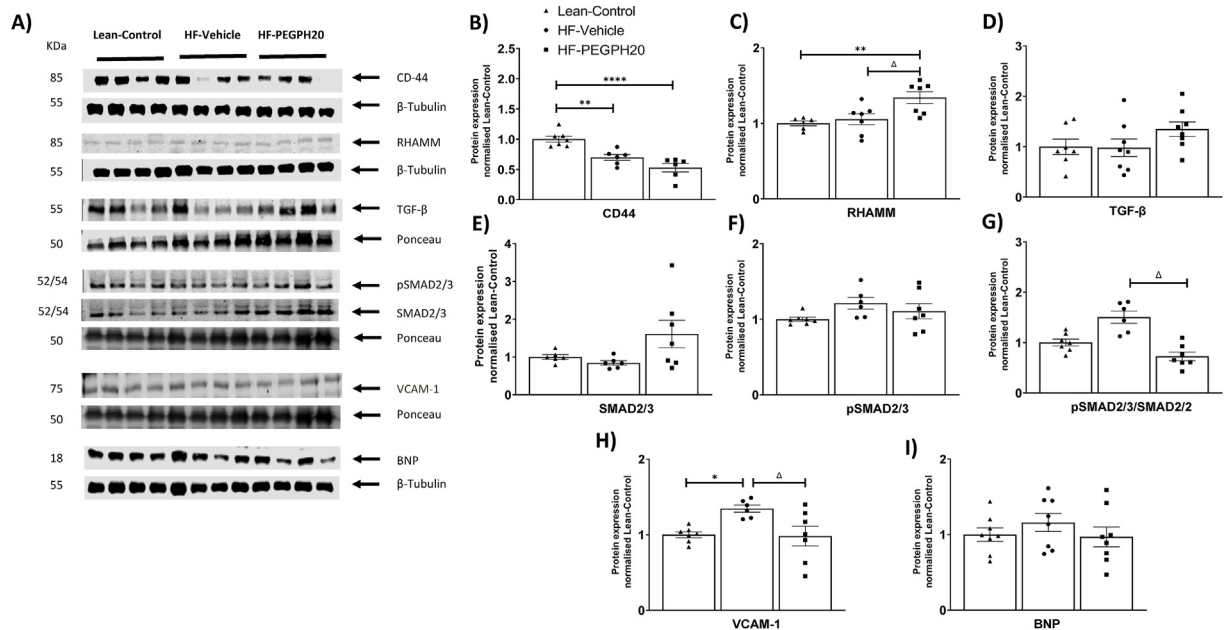 A)
KDa
Lean-Control HF-Vehicle HF-PEGPH20
85 CD-44
55 β-Tubulin
85 RHAMM
55 β-Tubulin
55 TGF-β
50 Ponceau
52/54 pSMAD2/3
52/54 SMAD2/3
50 Ponceau
75 VCAM-1
50 Ponceau
18 BNP
55 β-Tubulin
B)
▲ Lean-Control
● HF-Vehicle
■ HF-PEGPH20
Protein expression
normalised Lean-Control
2.5
2.0
1.5
1.0
0.5
0.0
****
**
CD44
C)
Protein expression
normalised Lean-Control
2
1
0
**
Δ
RHAMM
D)
Protein expression
normalised Lean-Control
3
2
1
0
TGF-β
E)
Protein expression
normalised Lean-Control
4
3
2
1
0
SMAD2/3
F)
Protein expression
normalised Lean-Control
2
1
0
pSMAD2/3
G)
Protein expression
normalised Lean-Control
3
2
1
0
Δ
pSMAD2/3/SMAD2/2
H)
Protein expression
normalised Lean-Control
2
1
0
*
Δ
VCAM-1
I)
Protein expression
normalised Lean-Control
2
1
0
BNP